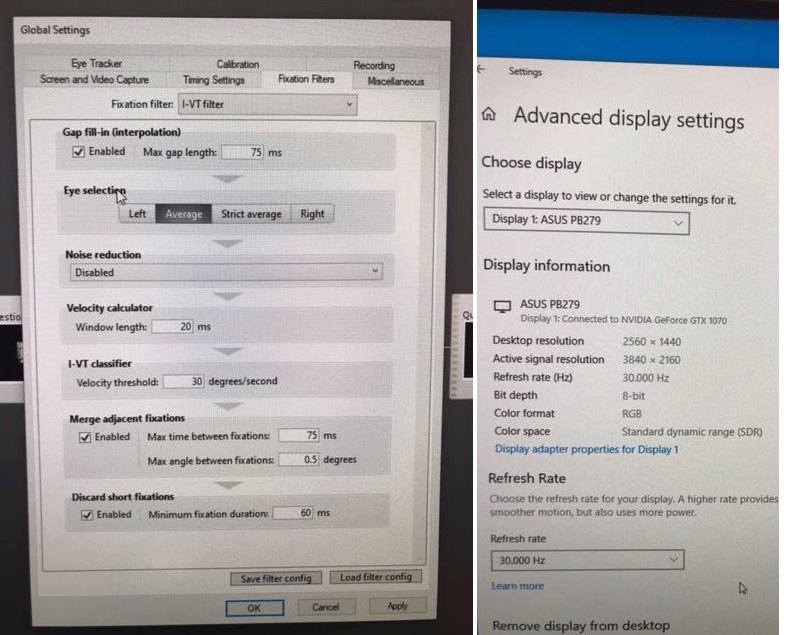 Global Settings
Eye Tracker Calibration Recording
Screen and Video Capture Timing Settings Fixation Filters Miscellaneous
Fixation filter: I-VT filter
Gap fill-in (interpolation)
Enabled Max gap length: 75 ms
Eye selection
Left Average Strict average Right
Noise reduction
Disabled
Velocity calculator
Window length: 20 ms
I-VT classifier
Velocity threshold: 30 degrees/second
Merge adjacent fixations
Enabled Max time between fixations: 75 ms
Max angle between fixations: 0.5 degrees
Discard short fixations
Enabled Minimum fixation duration: 60 ms
Save filter config Load filter config
OK Cancel Apply
Settings
Advanced display settings
Choose display
Select a display to view or change the settings for it.
Display 1: ASUS PB279
Display information
ASUS PB279
Display 1: Connected to NVIDIA GeForce GTX 1070
Desktop resolution 2560 × 1440
Active signal resolution 3840 × 2160
Refresh rate (Hz) 30.000 Hz
Bit depth 8-bit
Color format RGB
Color space Standard dynamic range (SDR)
Display adapter properties for Display 1
Refresh Rate
Choose the refresh rate for your display. A higher rate provides
smoother motion, but also uses more power.
Refresh rate
30.000 Hz
Learn more
Remove display from desktop